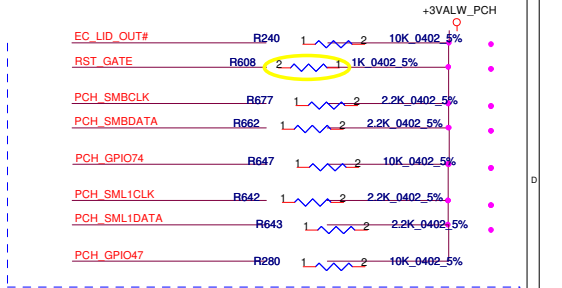 +3VALW_PCH
EC_LID_OUT# R240 1 2 10K_0402_5%
RST_GATE R608 2 1 1K_0402_5%
PCH_SMBCLK R677 1 2 2.2K_0402_5%
PCH_SMBDATA R662 1 2 2.2K_0402_5%
PCH_GPIO74 R647 1 2 10K_0402_5%
D
PCH_SML1CLK R642 1 2 2.2K_0402_5%
PCH_SML1DATA R643 1 2 2.2K_0402_5%
PCH_GPIO47 R280 1 2 10K_0402_5%